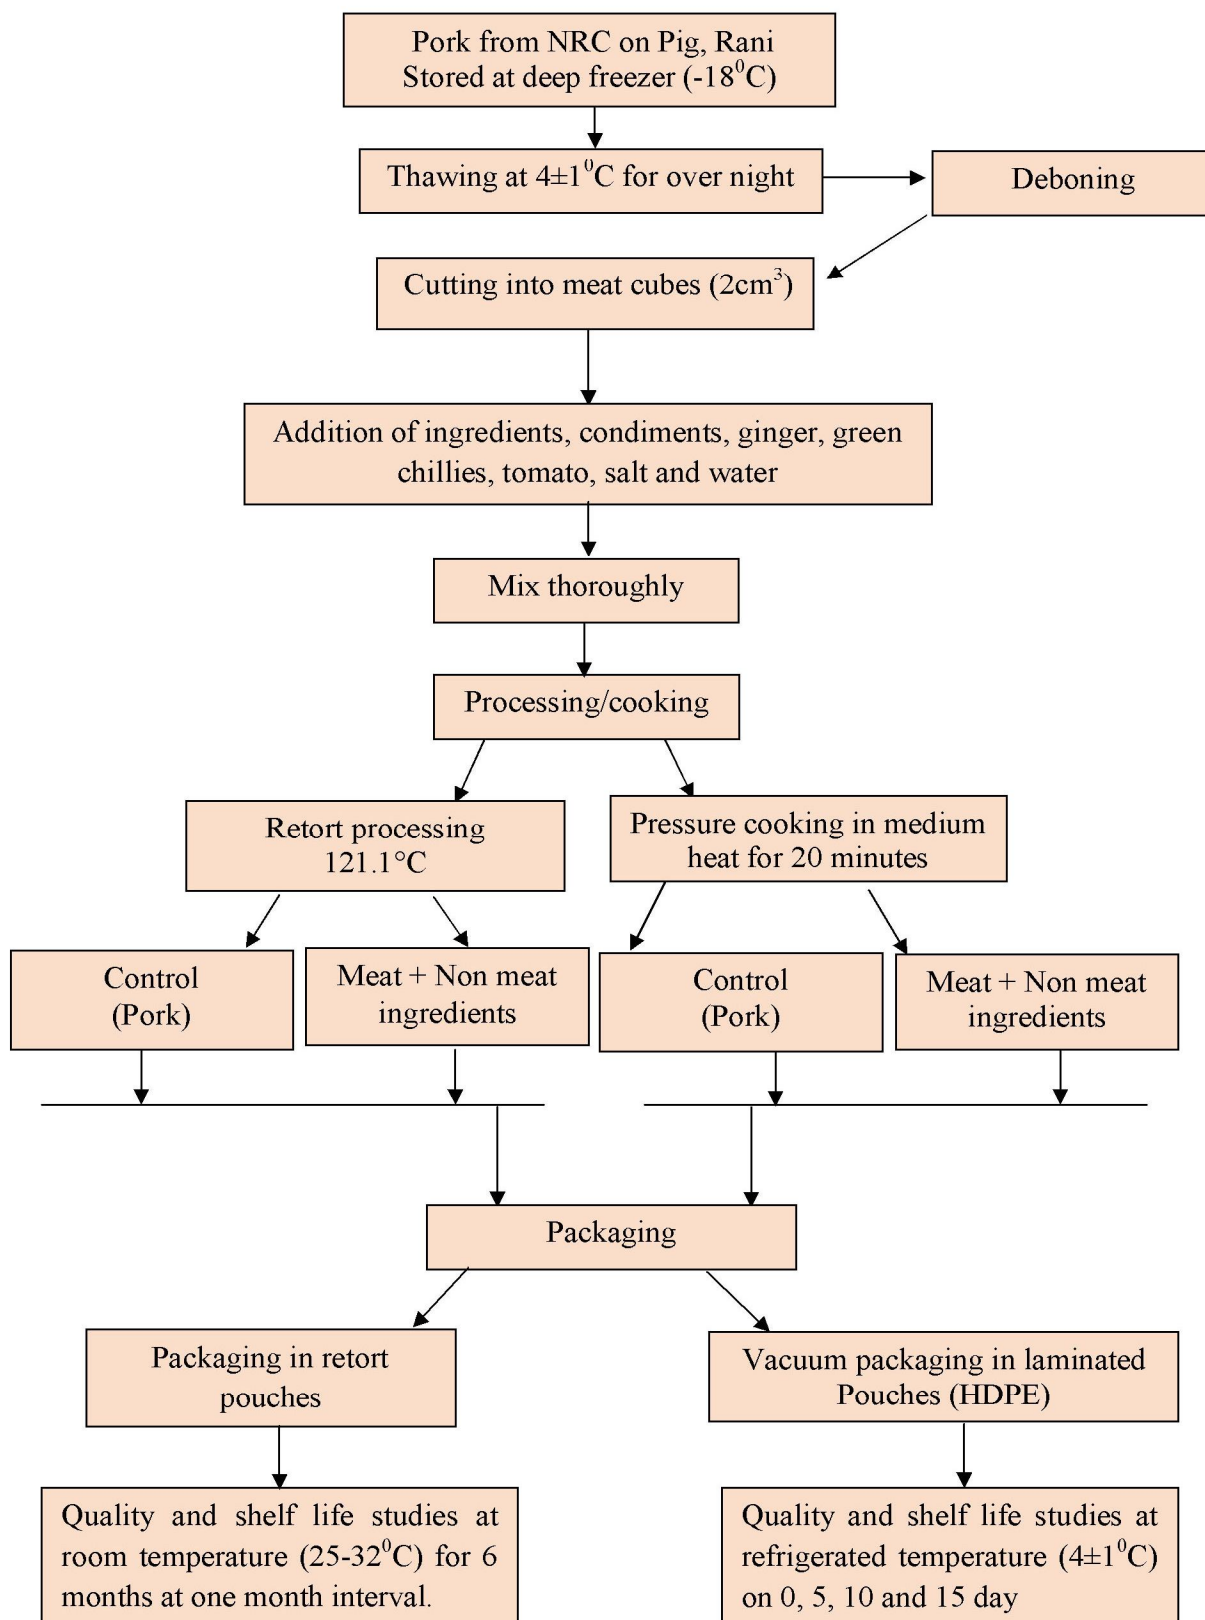 Pork from NRC on Pig, Rani
Stored at deep freezer (-18⁰C)
Thawing at 4±1⁰C for over night
Deboning
Cutting into meat cubes (2cm³)
Addition of ingredients, condiments, ginger, green
chillies, tomato, salt and water
Mix thoroughly
Processing/cooking
Retort processing
121.1°C
Pressure cooking in medium
heat for 20 minutes
Control
(Pork)
Meat + Non meat
ingredients
Control
(Pork)
Meat + Non meat
ingredients
Packaging
Packaging in retort
pouches
Vacuum packaging in laminated
Pouches (HDPE)
Quality and shelf life studies at
room temperature (25-32⁰C) for 6
months at one month interval.
Quality and shelf life studies at
refrigerated temperature (4±1⁰C)
on 0, 5, 10 and 15 day